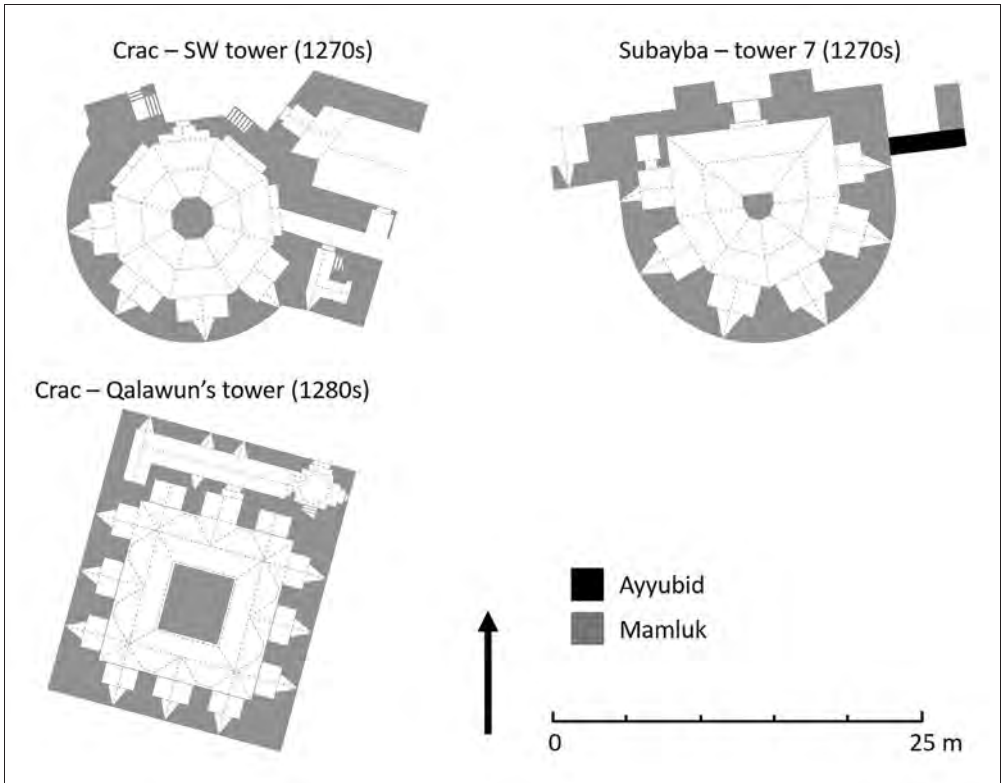 Crac – SW tower (1270s)
Subayba – tower 7 (1270s)
Crac – Qalawun's tower (1280s)
Ayyubid
Mamluk
0 25 m